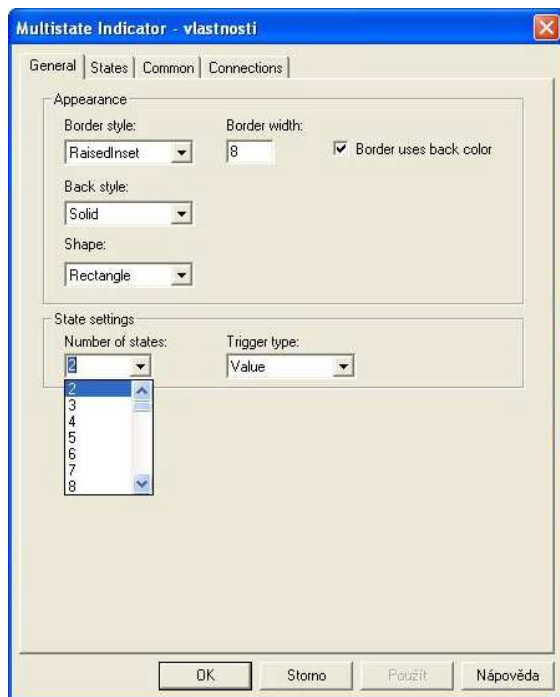 Multistate Indicator - vlastnosti
General States Common Connections
Appearance
Border style: Border width:
RaisedInset 8 Border uses back color
Back style:
Solid
Shape:
Rectangle
State settings
Number of states: Trigger type:
2 Value
2
3
4
5
6
7
8
OK Storno Použít Nápověda